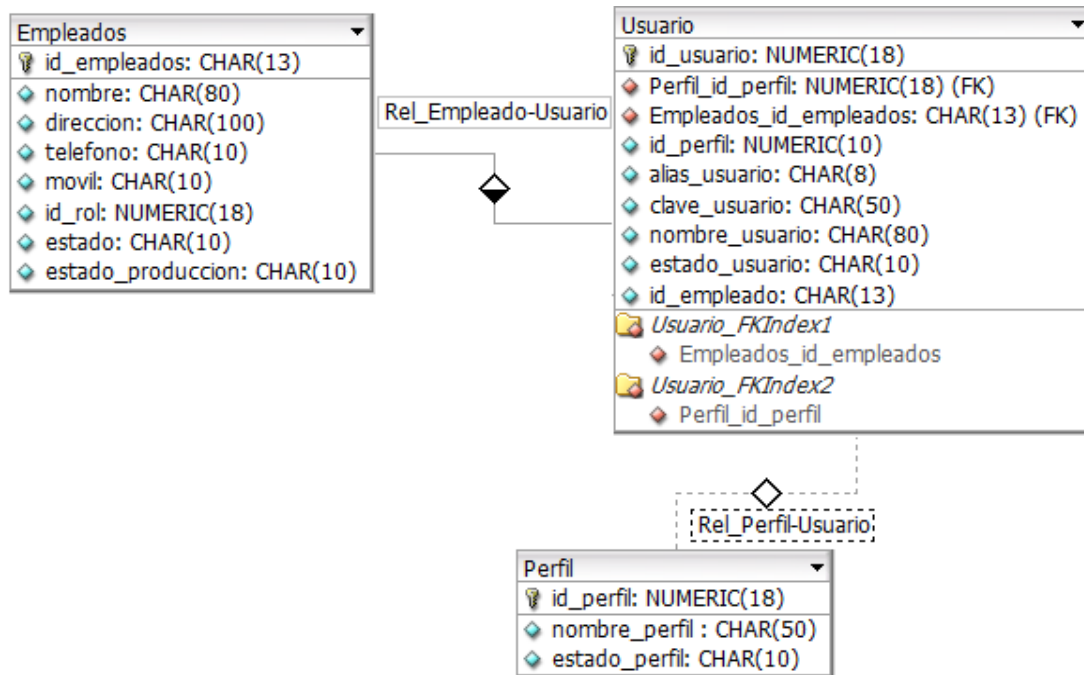 Empleados
id_empleados: CHAR(13)
nombre: CHAR(80)
direccion: CHAR(100)
telefono: CHAR(10)
movil: CHAR(10)
id_rol: NUMERIC(18)
estado: CHAR(10)
estado_produccion: CHAR(10)
Rel_Empleado-Usuario
Usuario
id_usuario: NUMERIC(18)
Perfil_id_perfil: NUMERIC(18) (FK)
Empleados_id_empleados: CHAR(13) (FK)
id_perfil: NUMERIC(10)
alias_usuario: CHAR(8)
clave_usuario: CHAR(50)
nombre_usuario: CHAR(80)
estado_usuario: CHAR(10)
id_empleado: CHAR(13)
Usuario_FKIndex1
Empleados_id_empleados
Usuario_FKIndex2
Perfil_id_perfil
Rel_Perfil-Usuario
Perfil
id_perfil: NUMERIC(18)
nombre_perfil : CHAR(50)
estado_perfil: CHAR(10)